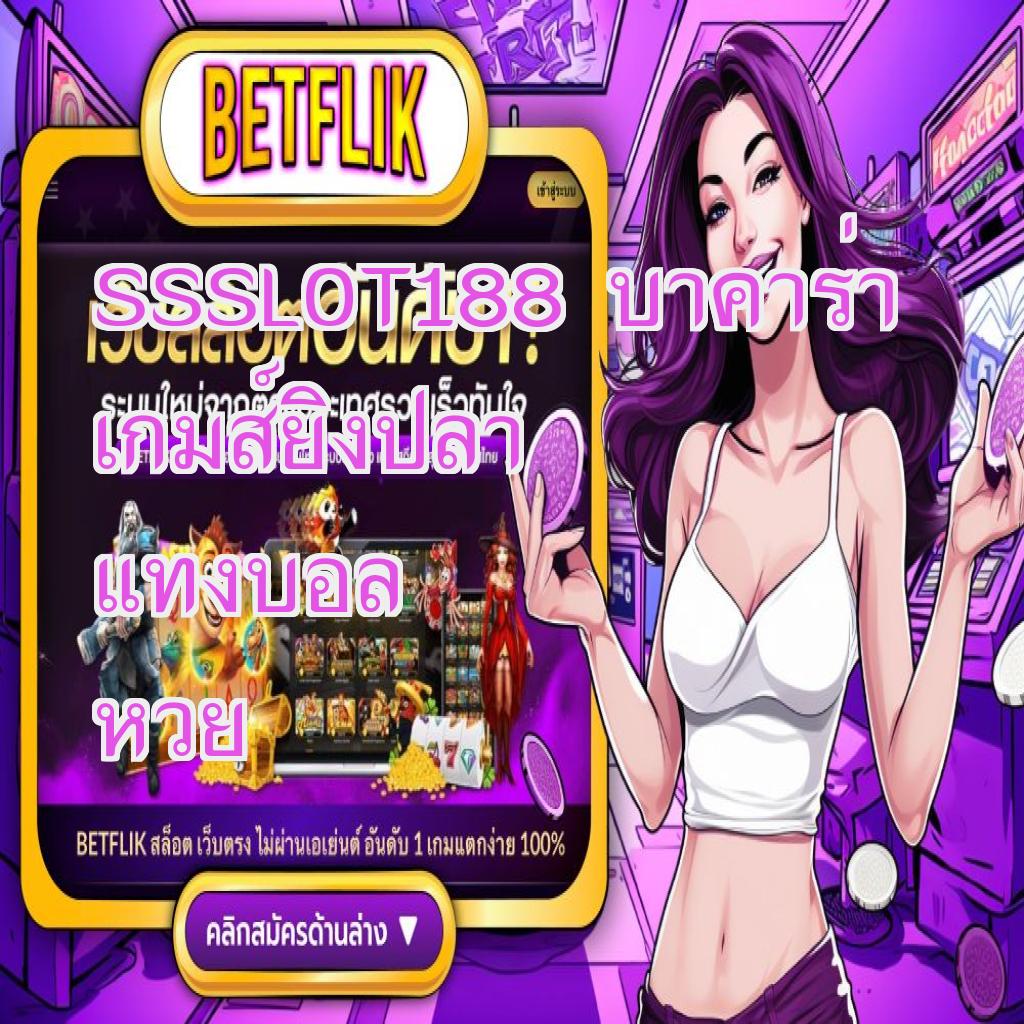 BETFLIK
เข้าสู่ระบบ
SSSLOT188 บาคาร่า
เกมส์ยิงปลา
แทงบอล
หวย
BETFLIK สล็อต เว็บตรง ไม่ผ่านเอเย่นต์ อันดับ 1 เกมแตกง่าย 100%
คลิกสมัครด้านล่าง ▼